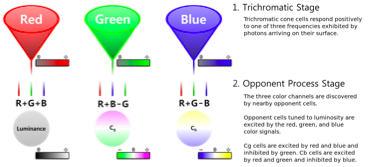 Red
Green
Blue
R+G+B
R+B−G
R+G−B
Luminance
Cg
Cb
1. Trichromatic Stage
Trichromatic cone cells respond positively
to one of three frequencies exhibited by
photons arriving on their surface.
2. Opponent Process Stage
The three color channels are discovered
by nearby opponent cells.
Opponent cells tuned to luminosity are
excited by the red, green, and blue
color signals.
Cg cells are excited by red and blue and
inhibited by green. Cb cells are excited
by red and green and inhibited by blue.